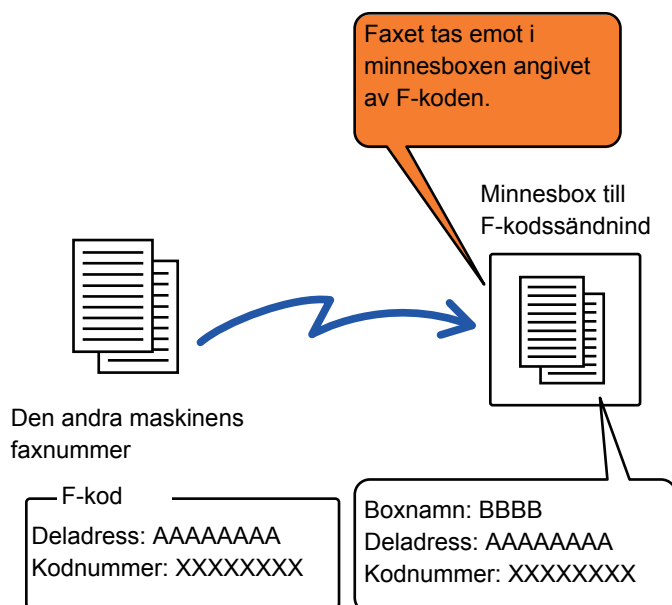 Faxet tas emot i
minnesboxen angivet
av F-koden.
Minnesbox till
F-kodssändnind
Den andra maskinens
faxnummer
F-kod
Deladress: AAAAAAAA
Kodnummer: XXXXXXXX
Boxnamn: BBBB
Deladress: AAAAAAAA
Kodnummer: XXXXXXXX